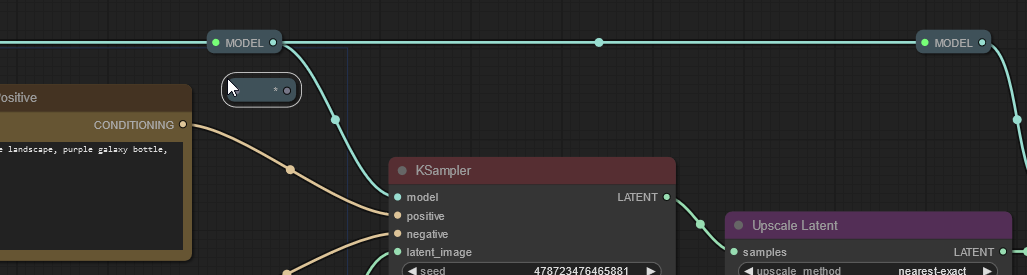 MODEL
MODEL
*
ositive
CONDITIONING
e landscape, purple galaxy bottle,
KSampler
model
LATENT
positive
negative
latent_image
seed
478723476465881
Upscale Latent
samples
LATENT
upscale_method
nearest-exact